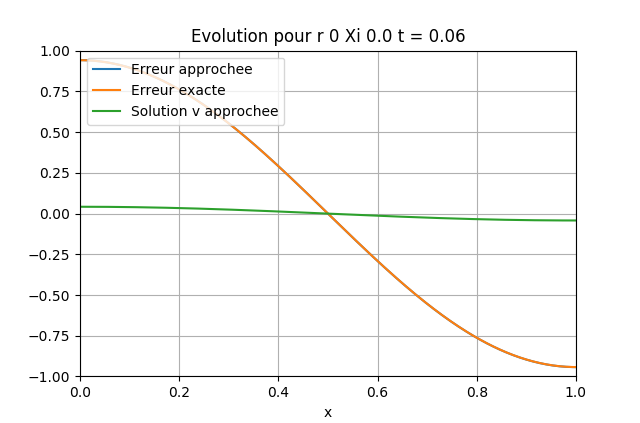 Evolution pour r 0 Xi 0.0 t = 0.06
1.00
0.75
0.50
0.25
0.00
−0.25
−0.50
−0.75
−1.00
Erreur approchee
Erreur exacte
Solution v approchee
0.0 0.2 0.4 0.6 0.8 1.0
x